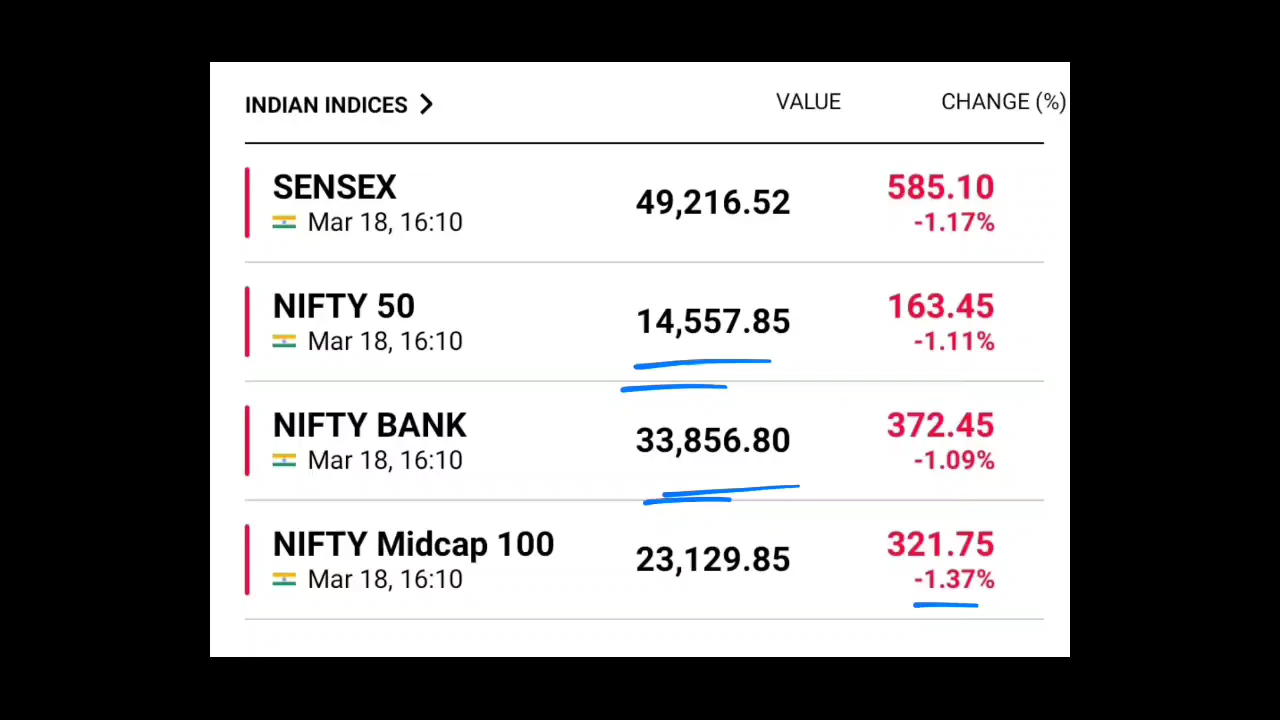 INDIAN INDICES VALUE CHANGE (%)
SENSEX 49,216.52 585.10
Mar 18, 16:10 -1.17%
NIFTY 50 14,557.85 163.45
Mar 18, 16:10 -1.11%
NIFTY BANK 33,856.80 372.45
Mar 18, 16:10 -1.09%
NIFTY Midcap 100 23,129.85 321.75
Mar 18, 16:10 -1.37%